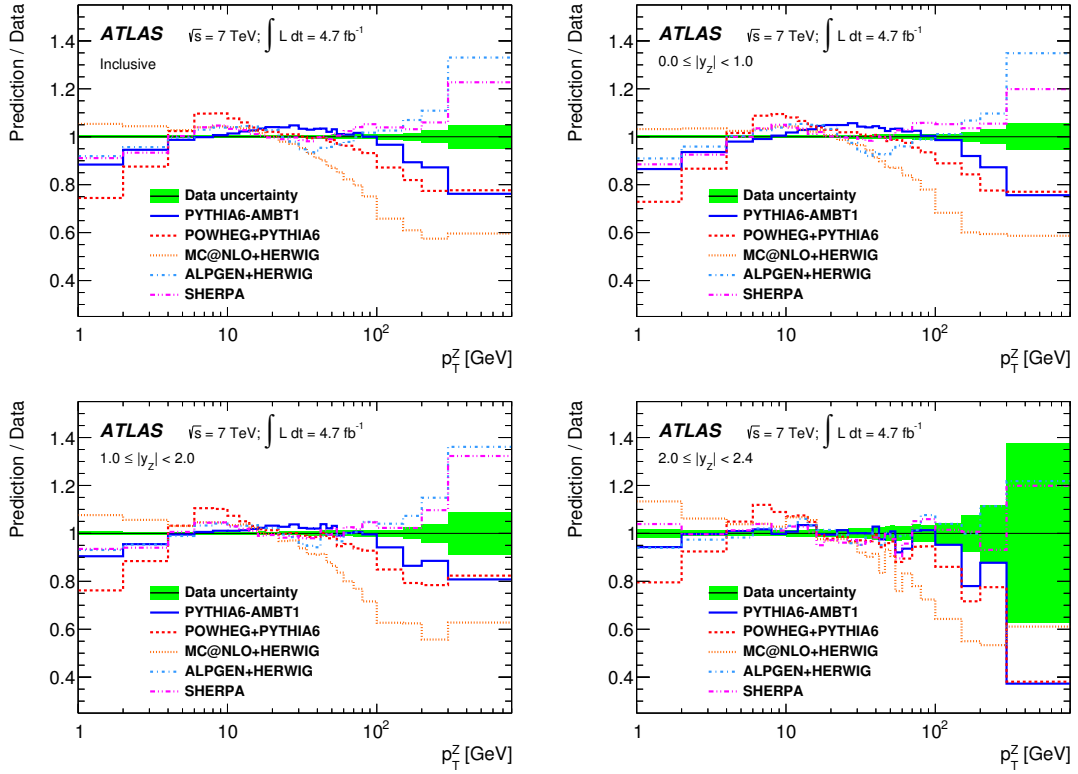 Prediction / Data
ATLAS √s = 7 TeV; ∫ L dt = 4.7 fb⁻¹
Inclusive
1.4
1.2
1
0.8
0.6
0.4
Data uncertainty
PYTHIA6-AMBT1
POWHEG+PYTHIA6
MC@NLO+HERWIG
ALPGEN+HERWIG
SHERPA
1 10 10²
p_T^Z [GeV]
Prediction / Data
ATLAS √s = 7 TeV; ∫ L dt = 4.7 fb⁻¹
0.0 ≤ |y_Z| < 1.0
1.4
1.2
1
0.8
0.6
0.4
Data uncertainty
PYTHIA6-AMBT1
POWHEG+PYTHIA6
MC@NLO+HERWIG
ALPGEN+HERWIG
SHERPA
1 10 10²
p_T^Z [GeV]
Prediction / Data
ATLAS √s = 7 TeV; ∫ L dt = 4.7 fb⁻¹
1.0 ≤ |y_Z| < 2.0
1.4
1.2
1
0.8
0.6
0.4
Data uncertainty
PYTHIA6-AMBT1
POWHEG+PYTHIA6
MC@NLO+HERWIG
ALPGEN+HERWIG
SHERPA
1 10 10²
p_T^Z [GeV]
Prediction / Data
ATLAS √s = 7 TeV; ∫ L dt = 4.7 fb⁻¹
2.0 ≤ |y_Z| < 2.4
1.4
1.2
1
0.8
0.6
0.4
Data uncertainty
PYTHIA6-AMBT1
POWHEG+PYTHIA6
MC@NLO+HERWIG
ALPGEN+HERWIG
SHERPA
1 10 10²
p_T^Z [GeV]